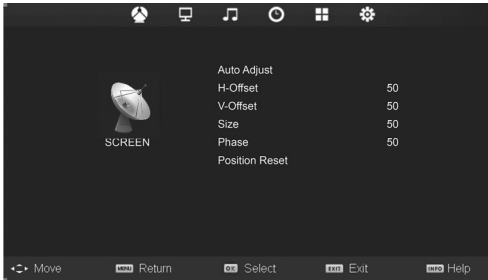 Auto Adjust
H-Offset 50
V-Offset 50
Size 50
Phase 50
Position Reset
SCREEN
Move MENU Return OK Select EXIT Exit INFO Help